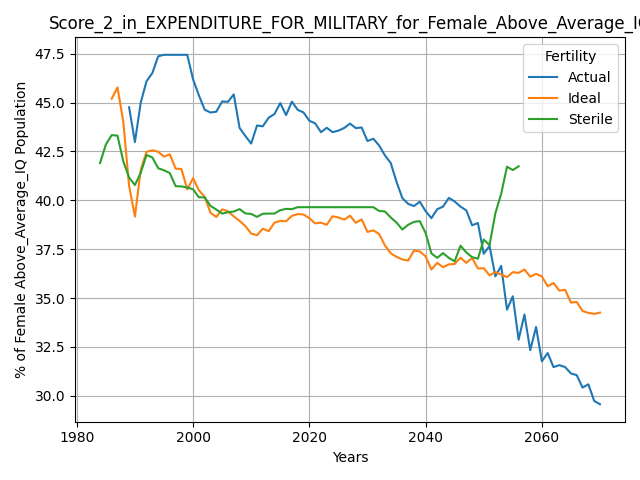 Score_2_in_EXPENDITURE_FOR_MILITARY_for_Female_Above_Average_IQ
47.5
45.0
42.5
40.0
37.5
35.0
32.5
30.0
% of Female Above_Average_IQ Population
Fertility
Actual
Ideal
Sterile
1980
2000
2020
2040
2060
Years